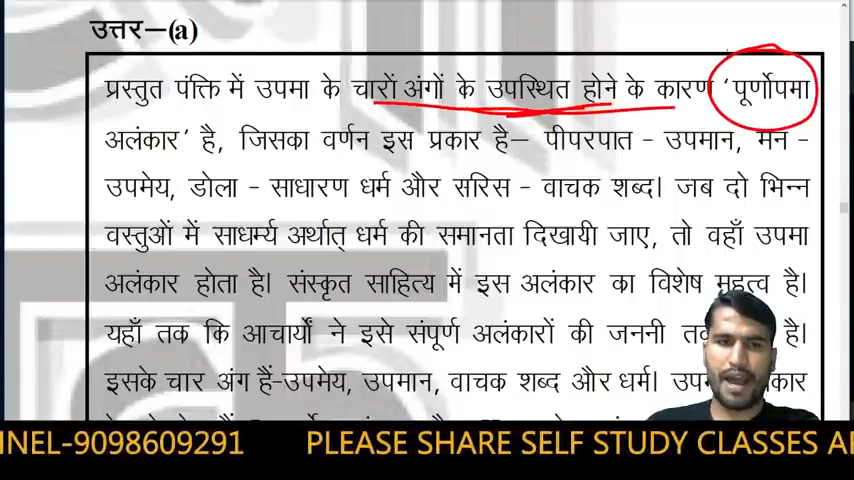 उत्तर–(a)
प्रस्तुत पंक्ति में उपमा के चारों अंगों के उपस्थित होने के कारण ‘पूर्णोपमा
अलंकार’ है, जिसका वर्णन इस प्रकार है– पीपरपात - उपमान, मन -
उपमेय, डोला - साधारण धर्म और सरिस - वाचक शब्द। जब दो भिन्न
वस्तुओं में साधर्म्य अर्थात् धर्म की समानता दिखायी जाए, तो वहाँ उपमा
अलंकार होता है। संस्कृत साहित्य में इस अलंकार का विशेष महत्व है।
यहाँ तक कि आचार्यो ने इसे संपूर्ण अलंकारों की जननी है।
इसके चार अंग हैं-उपमेय, उपमान, वाचक शब्द और धर्म।
NNEL-9098609291 PLEASE SHARE SELF STUDY CLASSES